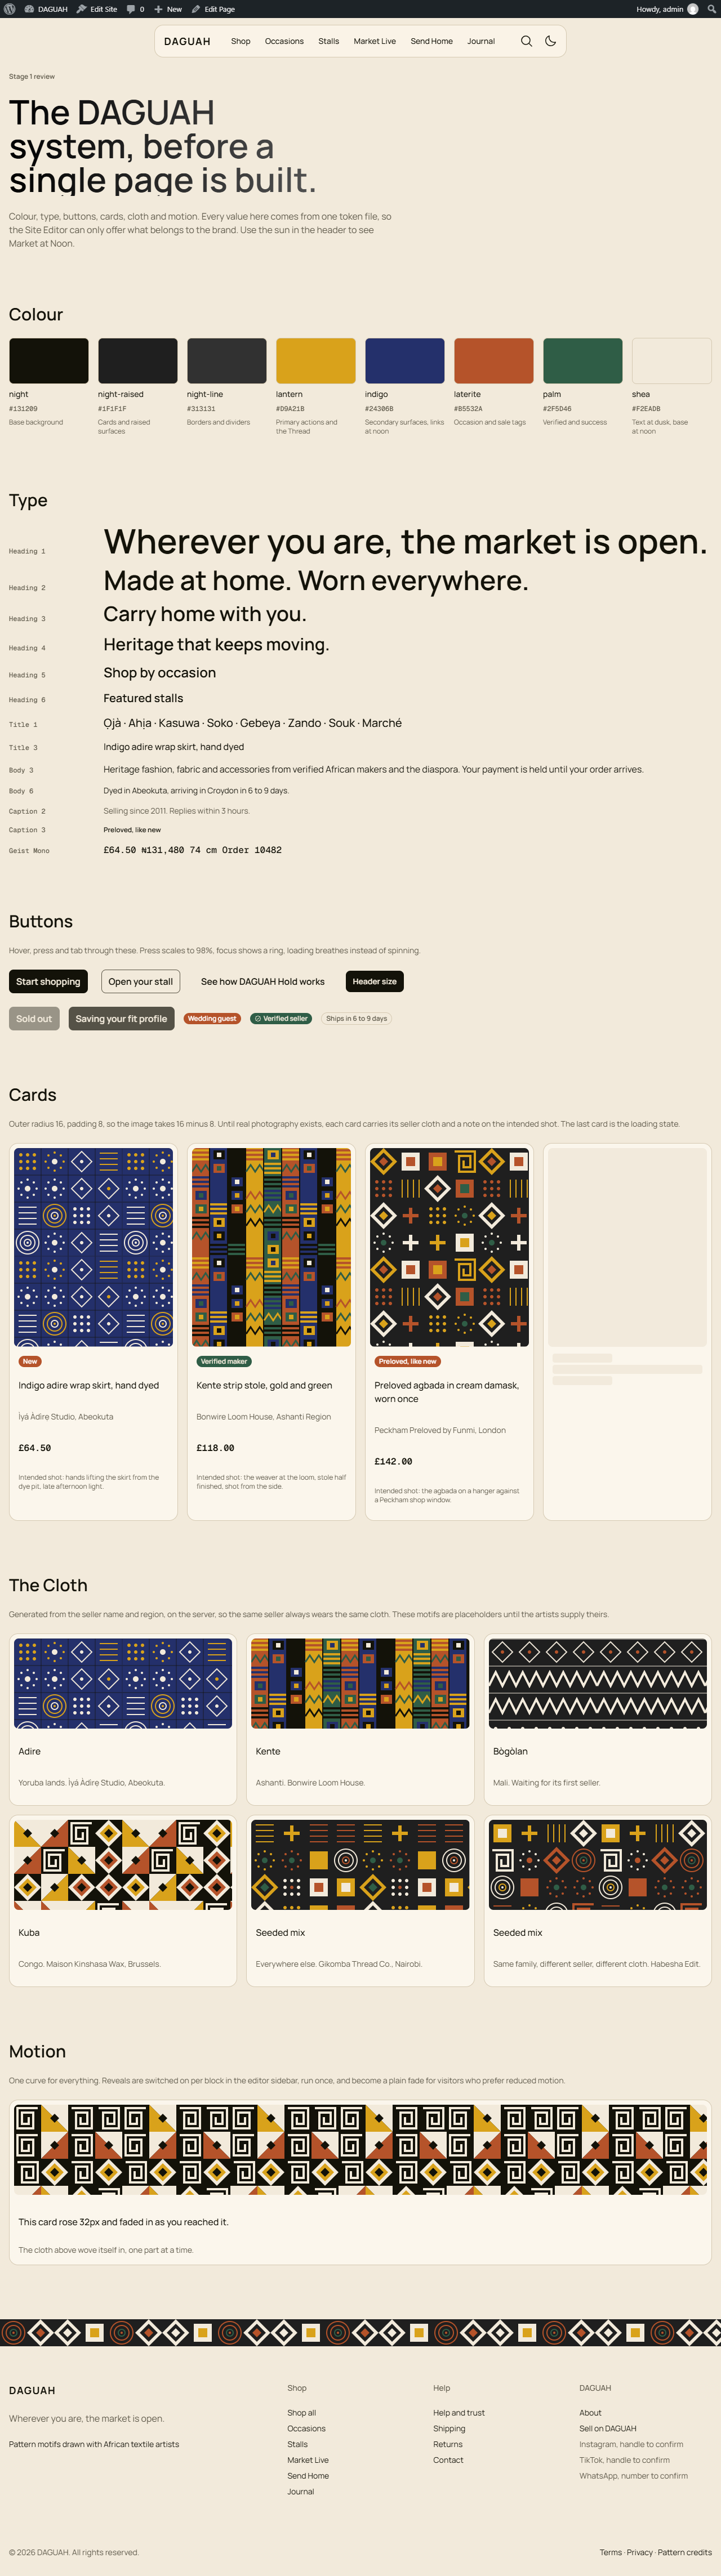 DAGUAH Edit Site 0 New Edit Page Howdy, admin
DAGUAH Shop Occasions Stalls Market Live Send Home Journal
Stage 1 review
The DAGUAH
system, before a
single page is built.
Colour, type, buttons, cards, cloth and motion. Every value here comes from one token file, so
the Site Editor can only offer what belongs to the brand. Use the sun in the header to see
Market at Noon.
Colour
night night-raised night-line lantern indigo laterite palm shea
#131209 #1F1F1F #313131 #D9A21B #24306B #B5532A #2F5D46 #F2EADB
Base background Cards and raised Borders and dividers Primary actions and Secondary surfaces, links Occasion and sale tags Verified and success Text at dusk, base
surfaces the Thread at noon at noon
Type
Heading 1 Wherever you are, the market is open.
Heading 2 Made at home. Worn everywhere.
Heading 3 Carry home with you.
Heading 4 Heritage that keeps moving.
Heading 5 Shop by occasion
Heading 6 Featured stalls
Title 1 Ọjà · Ahịa · Kasuwa · Soko · Gebeya · Zando · Souk · Marché
Title 3 Indigo adire wrap skirt, hand dyed
Body 3 Heritage fashion, fabric and accessories from verified African makers and the diaspora. Your payment is held until your order arrives.
Body 6 Dyed in Abeokuta, arriving in Croydon in 6 to 9 days.
Caption 2 Selling since 2011. Replies within 3 hours.
Caption 3 Preloved, like new
Geist Mono £64.50 ₦131,480 74 cm Order 10482
Buttons
Hover, press and tab through these. Press scales to 98%, focus shows a ring, loading breathes instead of spinning.
Start shopping Open your stall See how DAGUAH Hold works Header size
Sold out Saving your fit profile Wedding guest Verified seller Ships in 6 to 9 days
Cards
Outer radius 16, padding 8, so the image takes 16 minus 8. Until real photography exists, each card carries its seller cloth and a note on the intended shot. The last card is the loading state.
New
Indigo adire wrap skirt, hand dyed
Ìyá Àdìrẹ Studio, Abeokuta
£64.50
Intended shot: hands lifting the skirt from the
dye pit, late afternoon light.
Verified maker
Kente strip stole, gold and green
Bonwire Loom House, Ashanti Region
£118.00
Intended shot: the weaver at the loom, stole half
finished, shot from the side.
Preloved, like new
Preloved agbada in cream damask,
worn once
Peckham Preloved by Funmi, London
£142.00
Intended shot: the agbada on a hanger against
a Peckham shop window.
The Cloth
Generated from the seller name and region, on the server, so the same seller always wears the same cloth. These motifs are placeholders until the artists supply theirs.
Adire
Yoruba lands. Ìyá Àdìrẹ Studio, Abeokuta.
Kente
Ashanti. Bonwire Loom House.
Bògòlan
Mali. Waiting for its first seller.
Kuba
Congo. Maison Kinshasa Wax, Brussels.
Seeded mix
Everywhere else. Gikomba Thread Co., Nairobi.
Seeded mix
Same family, different seller, different cloth. Habesha Edit.
Motion
One curve for everything. Reveals are switched on per block in the editor sidebar, run once, and become a plain fade for visitors who prefer reduced motion.
This card rose 32px and faded in as you reached it.
The cloth above wove itself in, one part at a time.
DAGUAH
Wherever you are, the market is open.
Pattern motifs drawn with African textile artists
Shop
Shop all
Occasions
Stalls
Market Live
Send Home
Journal
Help
Help and trust
Shipping
Returns
Contact
DAGUAH
About
Sell on DAGUAH
Instagram, handle to confirm
TikTok, handle to confirm
WhatsApp, number to confirm
© 2026 DAGUAH. All rights reserved. Terms · Privacy · Pattern credits